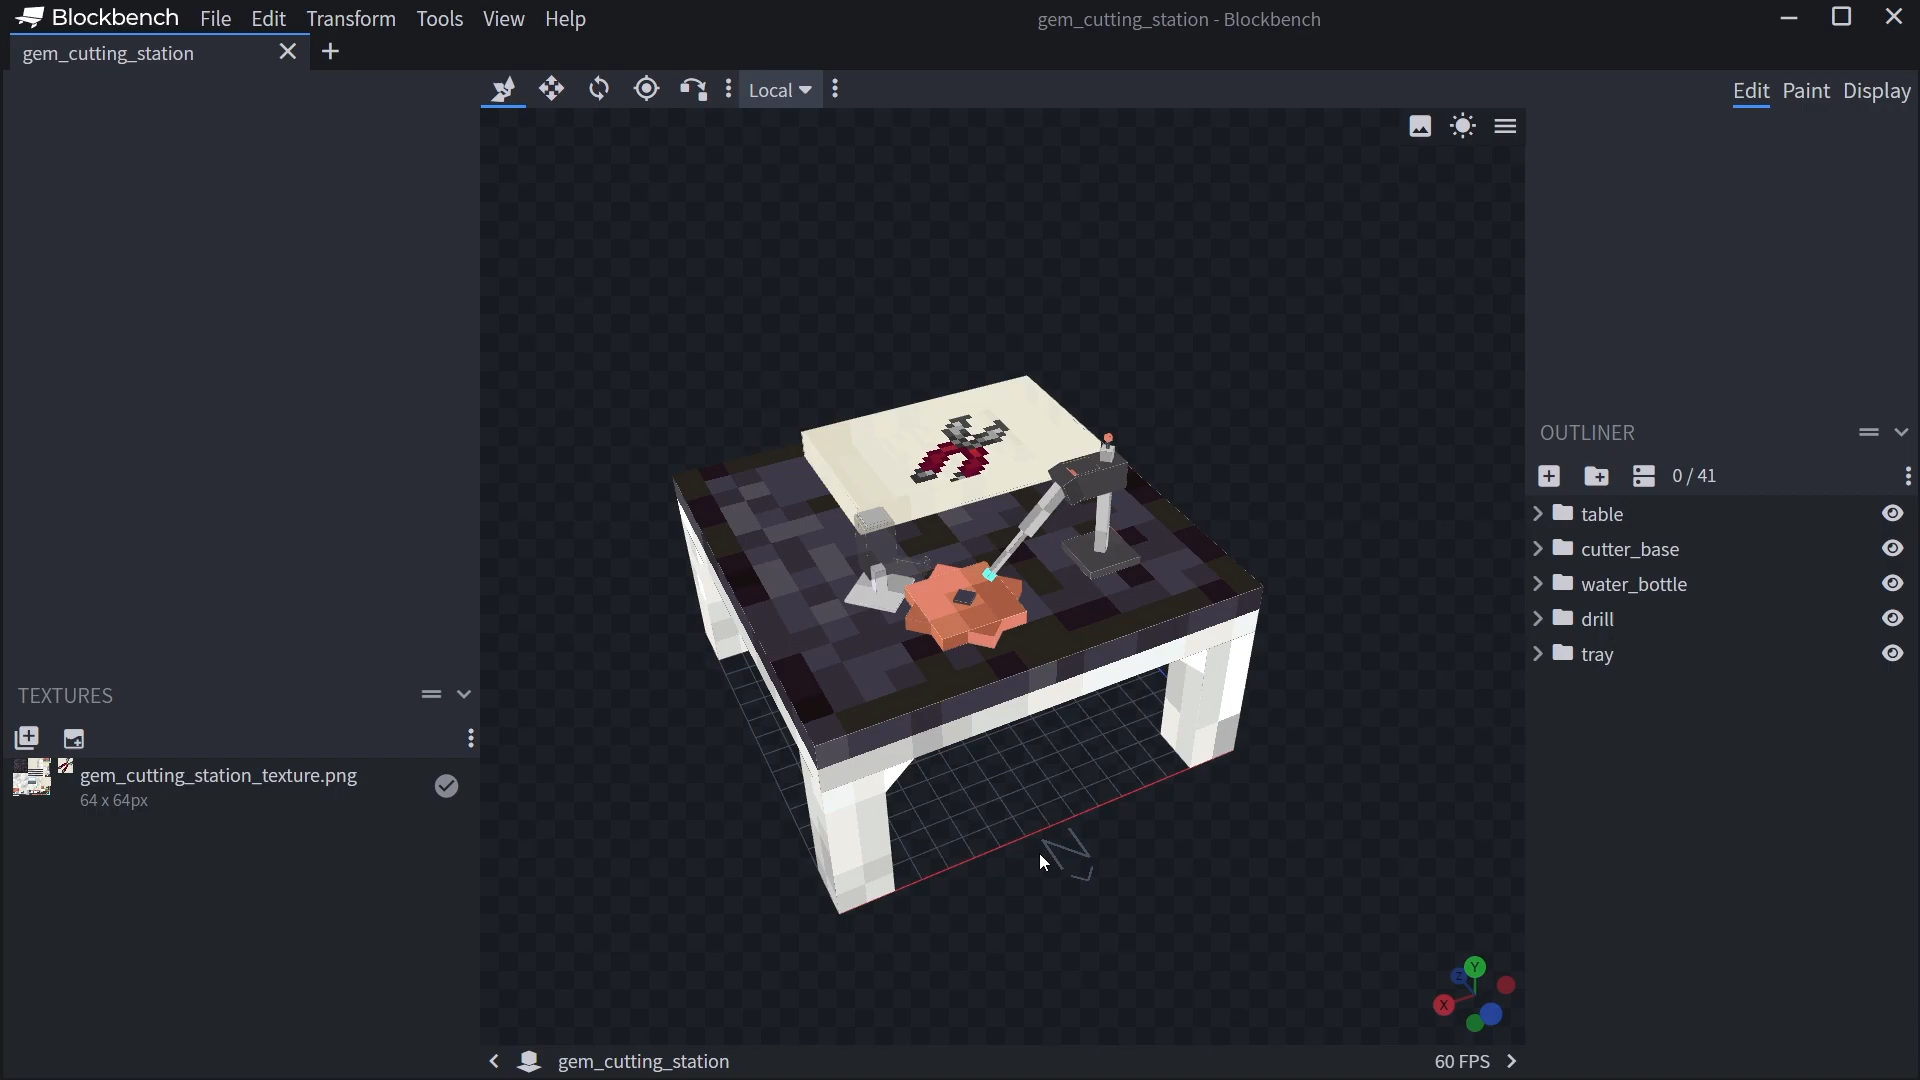 Blockbench File Edit Transform Tools View Help
gem_cutting_station - Blockbench
gem_cutting_station
Local
Edit Paint Display
OUTLINER
0 / 41
table
cutter_base
water_bottle
drill
tray
TEXTURES
gem_cutting_station_texture.png
64 x 64px
N
Y
Z
X
gem_cutting_station
60 FPS